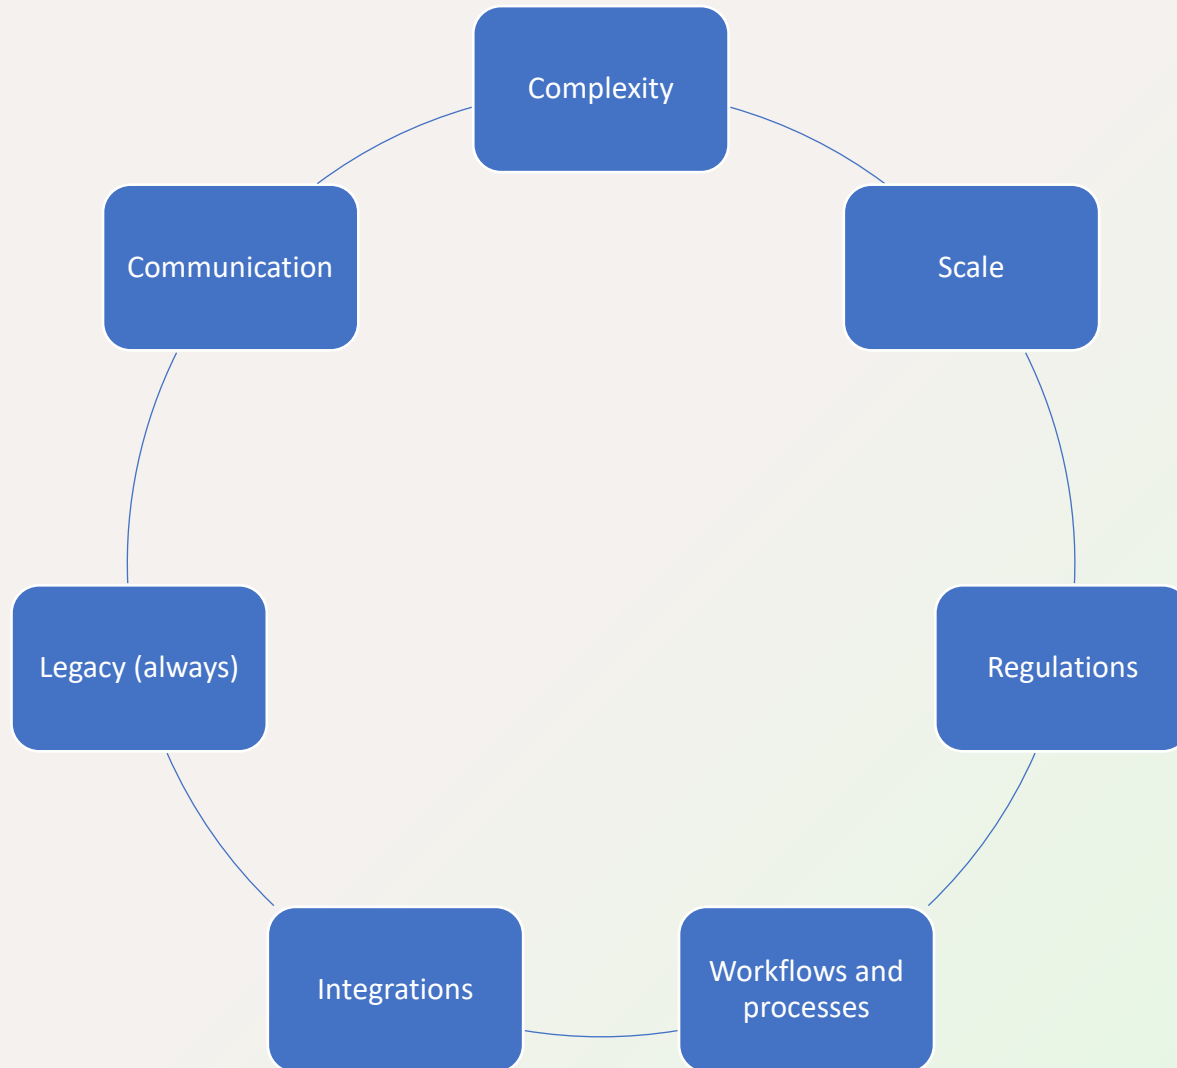 Complexity
Scale
Regulations
Workflows and
processes
Integrations
Legacy (always)
Communication